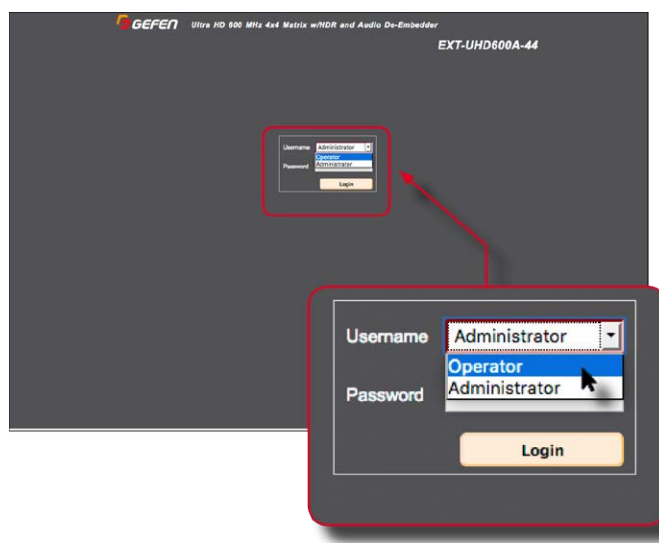 GEFEN Ultra HD 600 MHz 4x4 Matrix w/HDR and Audio De-Embedder
EXT-UHD600A-44
Username Administrator
Operator
Password Administrator
Login
Username Administrator
Operator
Password Administrator
Login